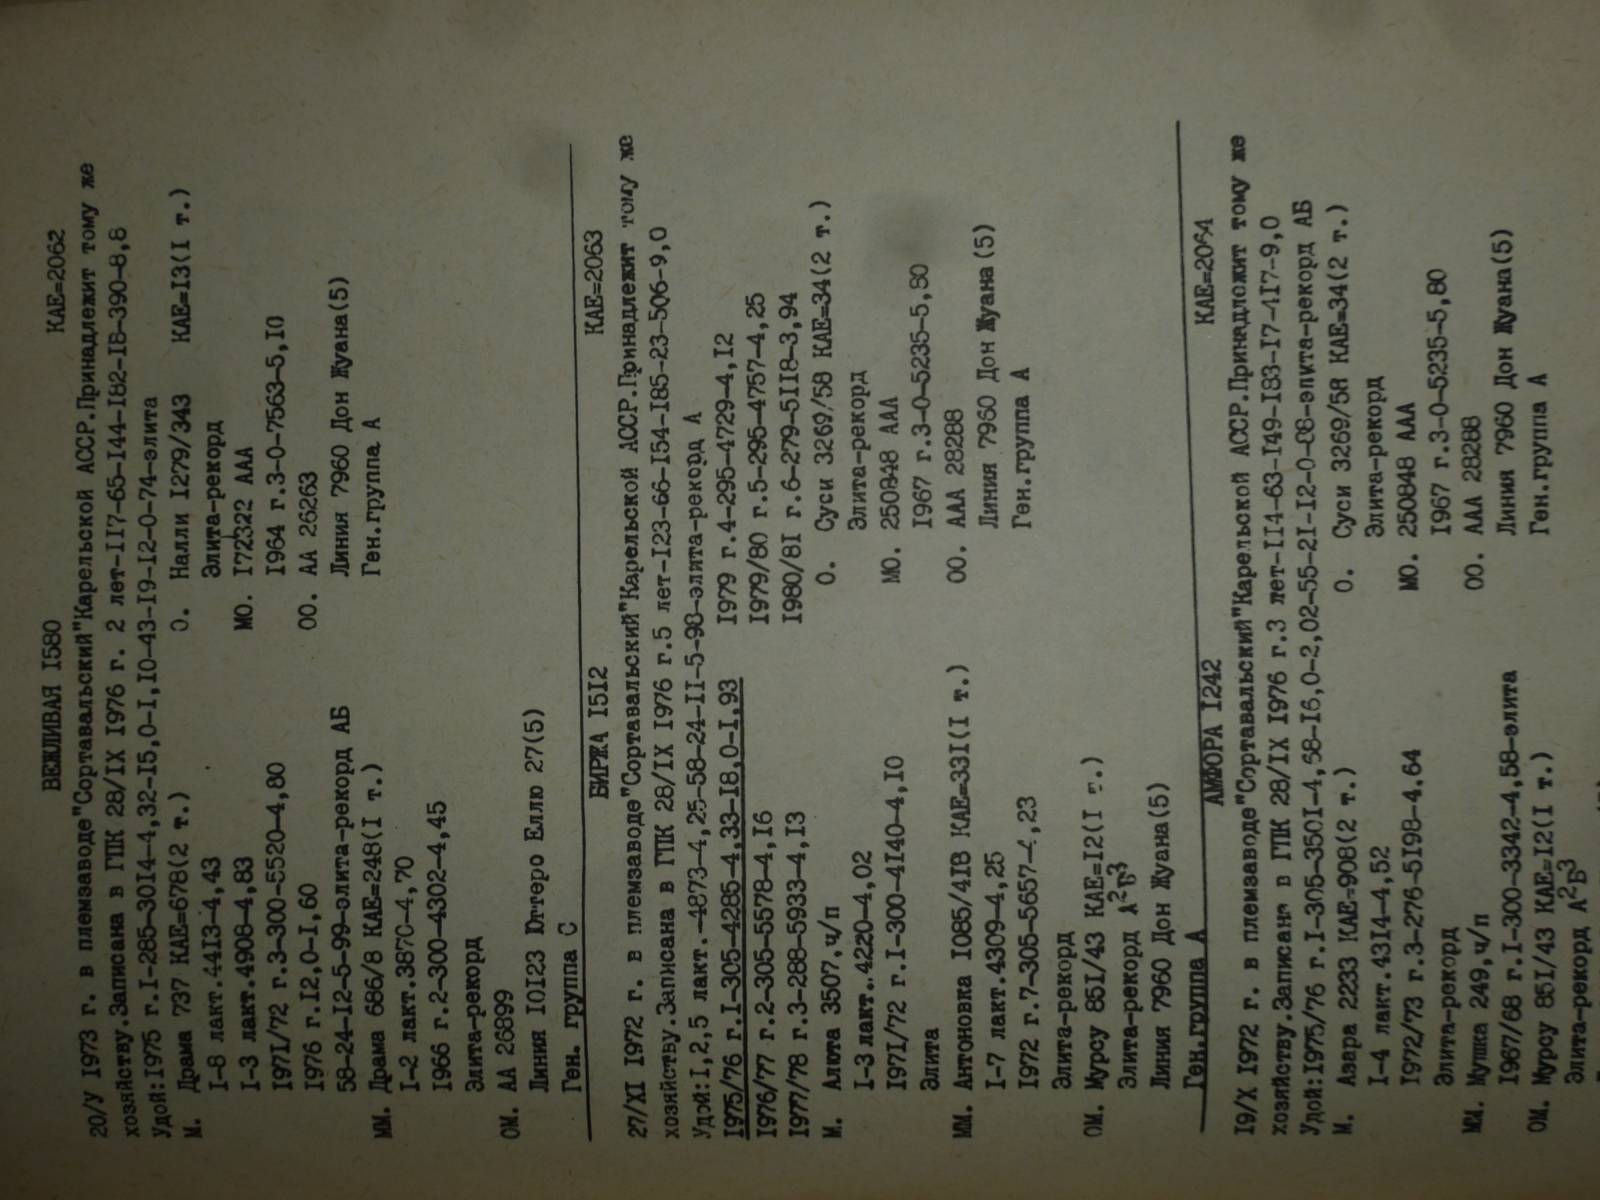 ВЕЖЛИВАЯ I580 КАЕ=2062
20/У I973 г. в племзаводе"Сортавальский"Карельской АССР.Принадлежит тому же
хозяйству.Записана в ГПК 28/IX I976 г. 2 лет-II7-65-I44-I82-I8-390-8,8
Удой:I975 г.I-285-30I4-4,32-I5,0-I,I0-43-I9-I2-0-74-элита
М. Драма 737 КАЕ=678(2 т.) О. Налли I279/343 КАЕ=I3(I т.)
I-8 лакт.44I3-4,43 Элита-рекорд
I-3 лакт.4908-4,83 МО. I72322 ААА
I97I/72 г.3-300-5520-4,80 I964 г.3-0-7563-5,I0
I976 г.I2,0-I,60 ОО. АА 26263
58-24-I2-5-99-элита-рекорд АБ Линия 7960 Дон Жуана(5)
ММ. Драма 686/8 КАЕ=248(I т.) Ген.группа А
I-2 лакт.3870-4,70
I966 г.2-300-4302-4,45
Элита-рекорд
ОМ. АА 26899
Линия I0I23 Юттеро Еллю 27(5)
Ген. группа С
БИРЖА I5I2 КАЕ=2063
27/XI I972 г. в племзаводе"Сортавальский"Карельской АССР.Принадлежит тому же
хозяйству.Записана в ГПК 28/IX I976 г.5 лет-I23-66-I54-I85-23-506-9,0
Удой:I,2,5 лакт.-4873-4,25-58-24-II-5-98-элита-рекорд А
I975/76 г.I-305-4285-4,33-I8,0-I,93 I979 г.4-295-4729-4,I2
I976/77 г.2-305-5578-4,I6 I979/80 г.5-295-4757-4,25
I977/78 г.3-288-5933-4,I3 I980/8I г.6-279-5II8-3,94
М. Алюта 3507,ч/п О. Суси 3269/58 КАЕ=34(2 т.)
I-3 лакт.4220-4,02 Элита-рекорд
I97I/72 г.I-300-4I40-4,I0 МО. 250848 ААА
Элита I967 г.3-0-5235-5,80
ММ. Антоновка I085/4IВ КАЕ=33I(I т.) ОО. ААА 28288
I-7 лакт.4309-4,25 Линия 7960 Дон Жуана(5)
I972 г.7-305-5657-4,23 Ген.группа А
Элита-рекорд
ОМ. Мурсу 85I/43 КАЕ=I2(I т.)
Элита-рекорд А²Б³
Линия 7960 Дон Жуана(5)
Ген.группа А
АМФОРА I242 КАЕ=2064
I9/X I972 г. в племзаводе"Сортавальский"Карельской АССР.Принадложит тому же
хозяйству.Записана в ГПК 28/IX I976 г.3 лет-II4-63-I49-I83-I7-4I7-9,0
Удой:I975/76 г.I-305-350I-4,58-I6,0-2,02-55-2I-I2-0-88-элита-рекорд АБ
М. Азара 2233 КАЕ=908(2 т.) О. Суси 3269/58 КАЕ=34(2 т.)
I-4 лакт.43I4-4,52 Элита-рекорд
I972/73 г.3-276-5I98-4.64 МО. 250848 ААА
Элита-рекорд I967 г.3-0-5235-5,80
ММ. Мушка 249,ч/п ОО. ААА 28288
I967/68 г.I-300-3342-4,58-элита Линия 7960 Дон Жуана(5)
ОМ. Мурсу 85I/43 КАЕ=I2(I т.) Ген.группа А
Элита-рекорд А²Б³